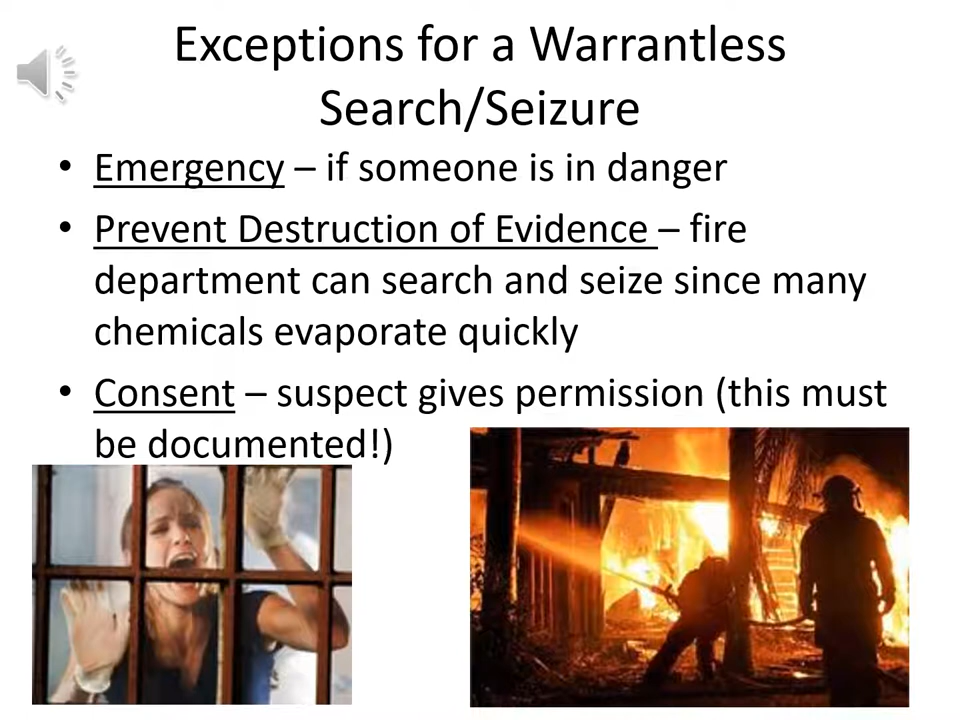 Exceptions for a Warrantless
Search/Seizure
• Emergency – if someone is in danger
• Prevent Destruction of Evidence – fire
department can search and seize since many
chemicals evaporate quickly
• Consent – suspect gives permission (this must
be documented!)